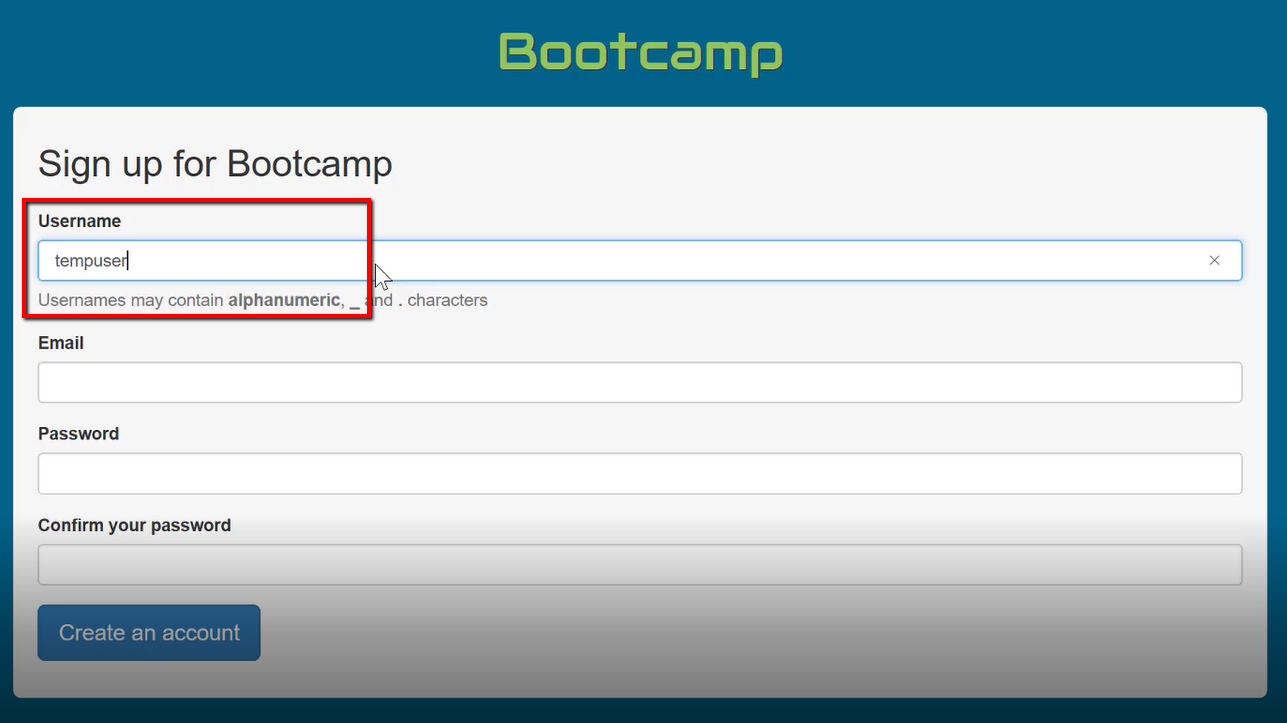 Bootcamp
Sign up for Bootcamp
Username
tempuser
Usernames may contain alphanumeric, _ and . characters
Email
Password
Confirm your password
Create an account